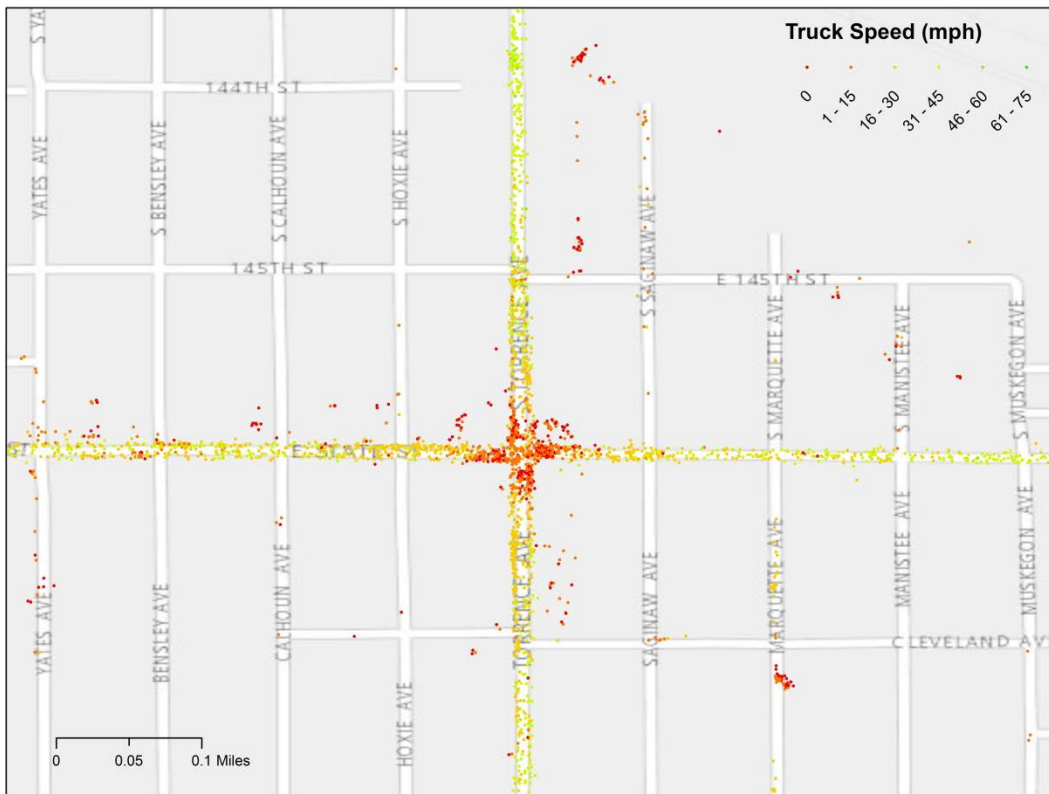 Truck Speed (mph)
0
1 - 15
16 - 30
31 - 45
46 - 60
61 - 75
S YA
144TH ST
YATES AVE
S BENSLEY AVE
S CALHOUN AVE
S HOXIE AVE
S SAGINAW AVE
145TH ST
E 145TH ST
S TORRENCE AVE
S MARQUETTE AVE
S MANISTEE AVE
S MUSKEGON AVE
ST
E STATE ST
YATES AVE
BENSLEY AVE
CALHOUN AVE
HOXIE AVE
TORRENCE AVE
SAGINAW AVE
MARQUETTE AVE
MANISTEE AVE
MUSKEGON AVE
CLEVELAND AV
0
0.05
0.1 Miles